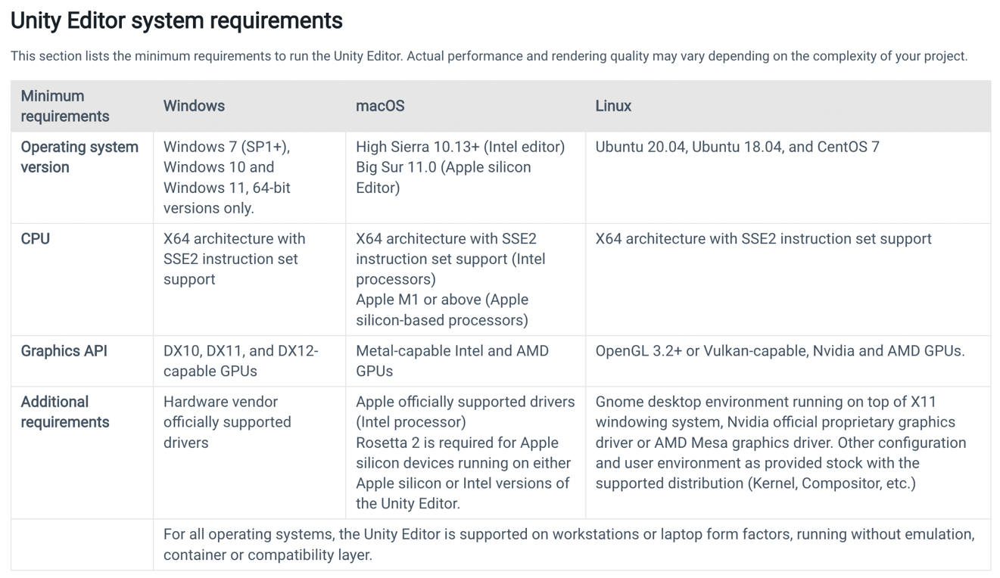 Unity Editor system requirements
This section lists the minimum requirements to run the Unity Editor. Actual performance and rendering quality may vary depending on the complexity of your project.
Minimum
requirements
Windows
macOS
Linux
Operating system
version
Windows 7 (SP1+),
Windows 10 and
Windows 11, 64-bit
versions only.
High Sierra 10.13+ (Intel editor)
Big Sur 11.0 (Apple silicon
Editor)
Ubuntu 20.04, Ubuntu 18.04, and CentOS 7
CPU
X64 architecture with
SSE2 instruction set
support
X64 architecture with SSE2
instruction set support (Intel
processors)
Apple M1 or above (Apple
silicon-based processors)
X64 architecture with SSE2 instruction set support
Graphics API
DX10, DX11, and DX12-
capable GPUs
Metal-capable Intel and AMD
GPUs
OpenGL 3.2+ or Vulkan-capable, Nvidia and AMD GPUs.
Additional
requirements
Hardware vendor
officially supported
drivers
Apple officially supported drivers
(Intel processor)
Rosetta 2 is required for Apple
silicon devices running on either
Apple silicon or Intel versions of
the Unity Editor.
Gnome desktop environment running on top of X11
windowing system, Nvidia official proprietary graphics
driver or AMD Mesa graphics driver. Other configuration
and user environment as provided stock with the
supported distribution (Kernel, Compositor, etc.)
For all operating systems, the Unity Editor is supported on workstations or laptop form factors, running without emulation,
container or compatibility layer.